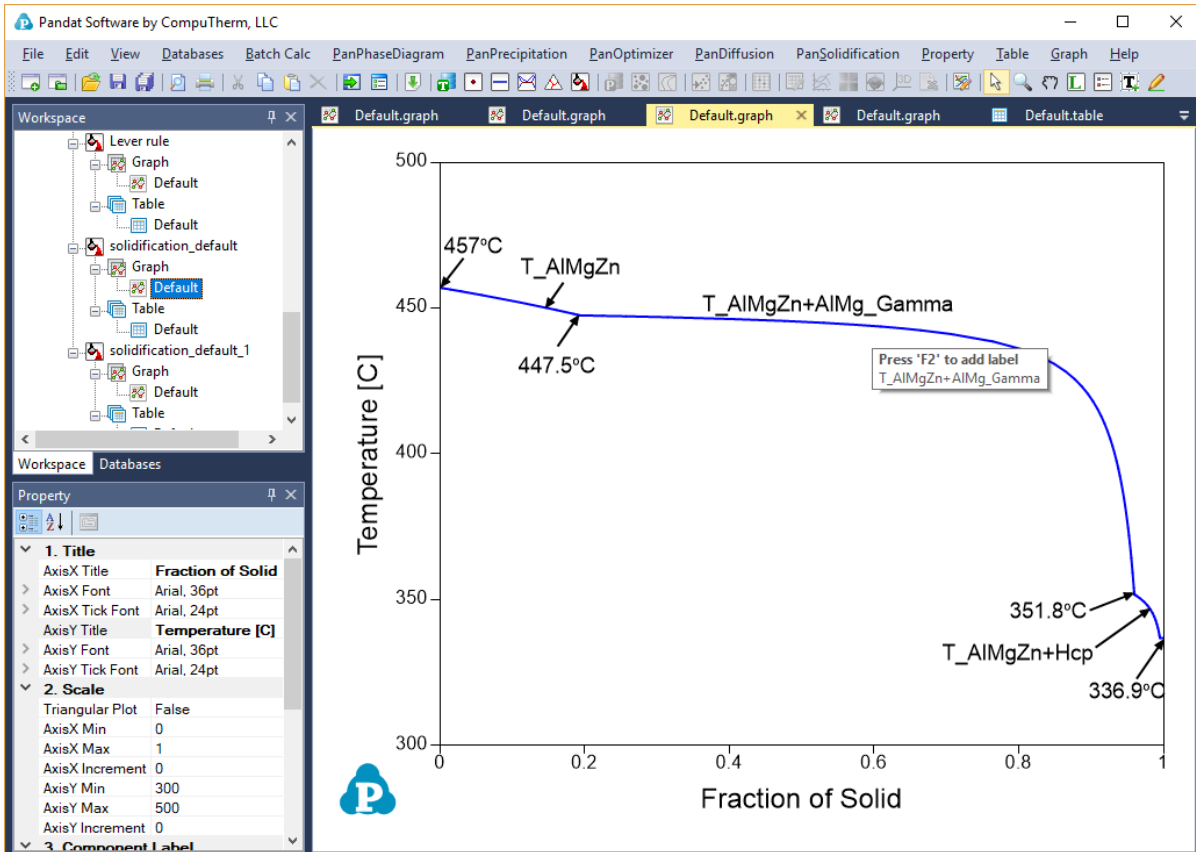 Pandat Software by CompuTherm, LLC
File Edit View Databases Batch Calc PanPhaseDiagram PanPrecipitation PanOptimizer PanDiffusion PanSolidification Property Table Graph Help
Workspace
Default.graph Default.graph Default.graph Default.graph Default.table
Lever rule
Graph
Default
Table
Default
solidification_default
Graph
Default
Table
Default
solidification_default_1
Graph
Default
Table
Workspace Databases
Property
1. Title
AxisX Title Fraction of Solid
AxisX Font Arial, 36pt
AxisX Tick Font Arial, 24pt
AxisY Title Temperature [C]
AxisY Font Arial, 36pt
AxisY Tick Font Arial, 24pt
2. Scale
Triangular Plot False
AxisX Min 0
AxisX Max 1
AxisX Increment 0
AxisY Min 300
AxisY Max 500
AxisY Increment 0
3. Component Label
500
450
400
350
300
Temperature [C]
457°C
T_AlMgZn
447.5°C
T_AlMgZn+AlMg_Gamma
Press 'F2' to add label
T_AlMgZn+AlMg_Gamma
351.8°C
T_AlMgZn+Hcp
336.9°C
0 0.2 0.4 0.6 0.8 1
Fraction of Solid
P